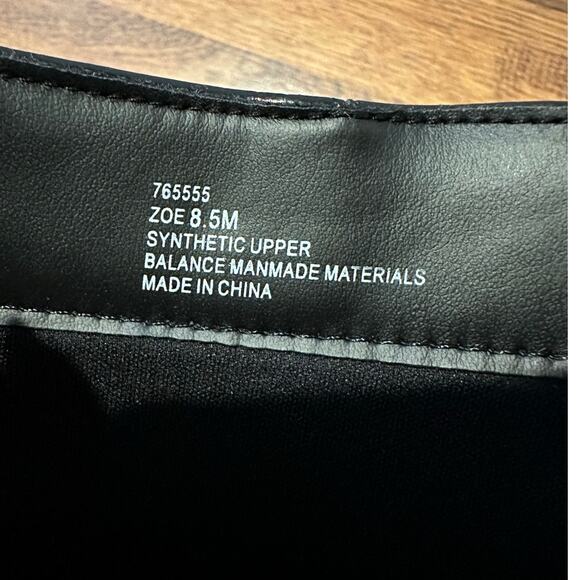 765555
ZOE 8.5M
SYNTHETIC UPPER
BALANCE MANMADE MATERIALS
MADE IN CHINA